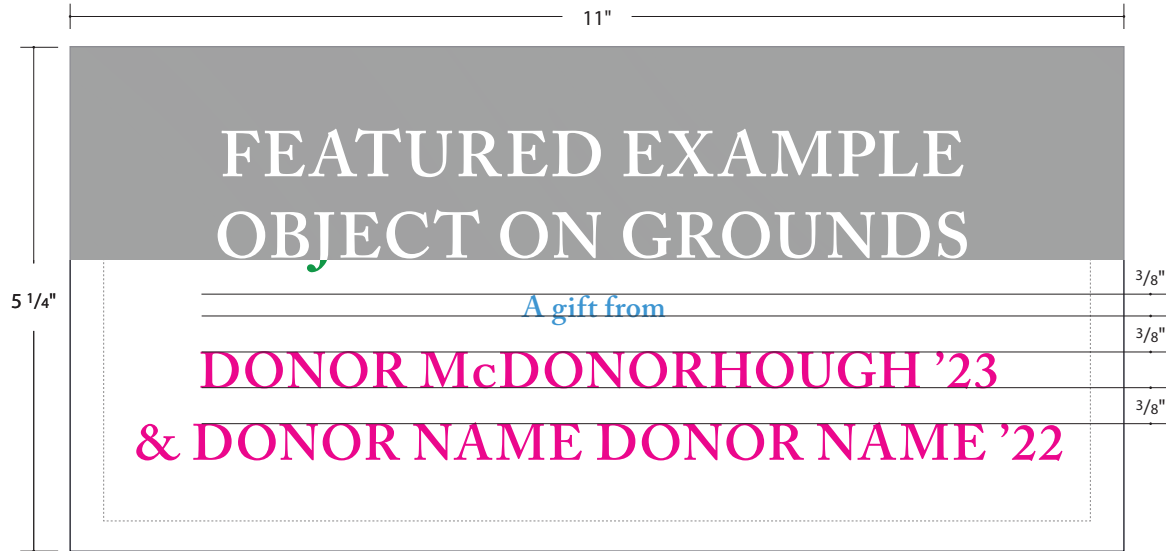 11"
FEATURED EXAMPLE
OBJECT ON GROUNDS
5 1/4"
3/8"
A gift from
3/8"
DONOR McDONORHOUGH ’23
3/8"
& DONOR NAME DONOR NAME ’22